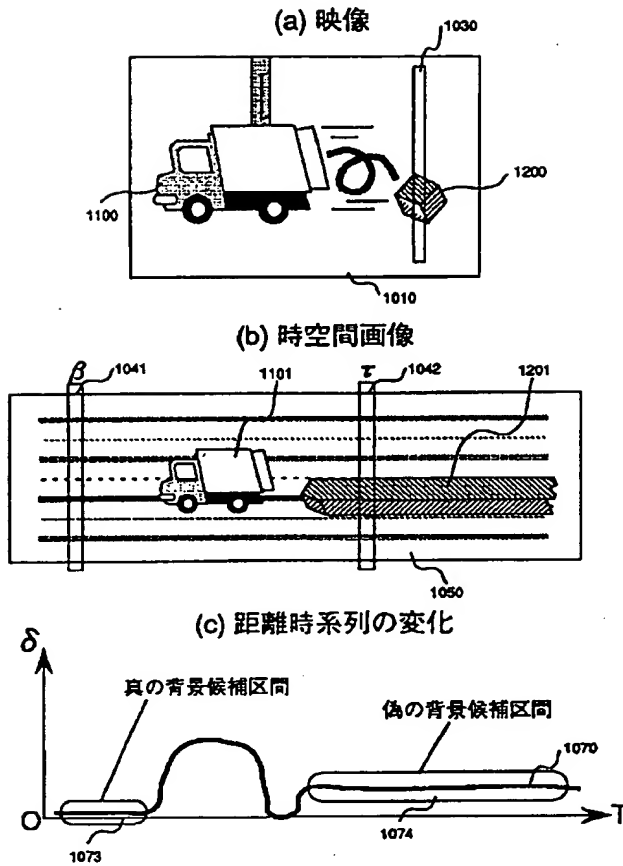 (a) 映像
1030
1200
1100
1010
(b) 時空間画像
β
1041
1101
τ
1042
1201
1050
(c) 距離時系列の変化
δ
真の背景候補区間
偽の背景候補区間
1070
O
T
1073
1074